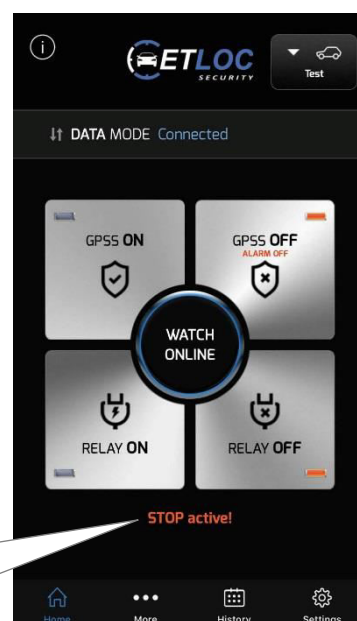 i
ETLOC
SECURITY
Test
DATA MODE Connected
GPSS ON
GPSS OFF
ALARM OFF
WATCH
ONLINE
RELAY ON
RELAY OFF
STOP active!
Home More History Settings